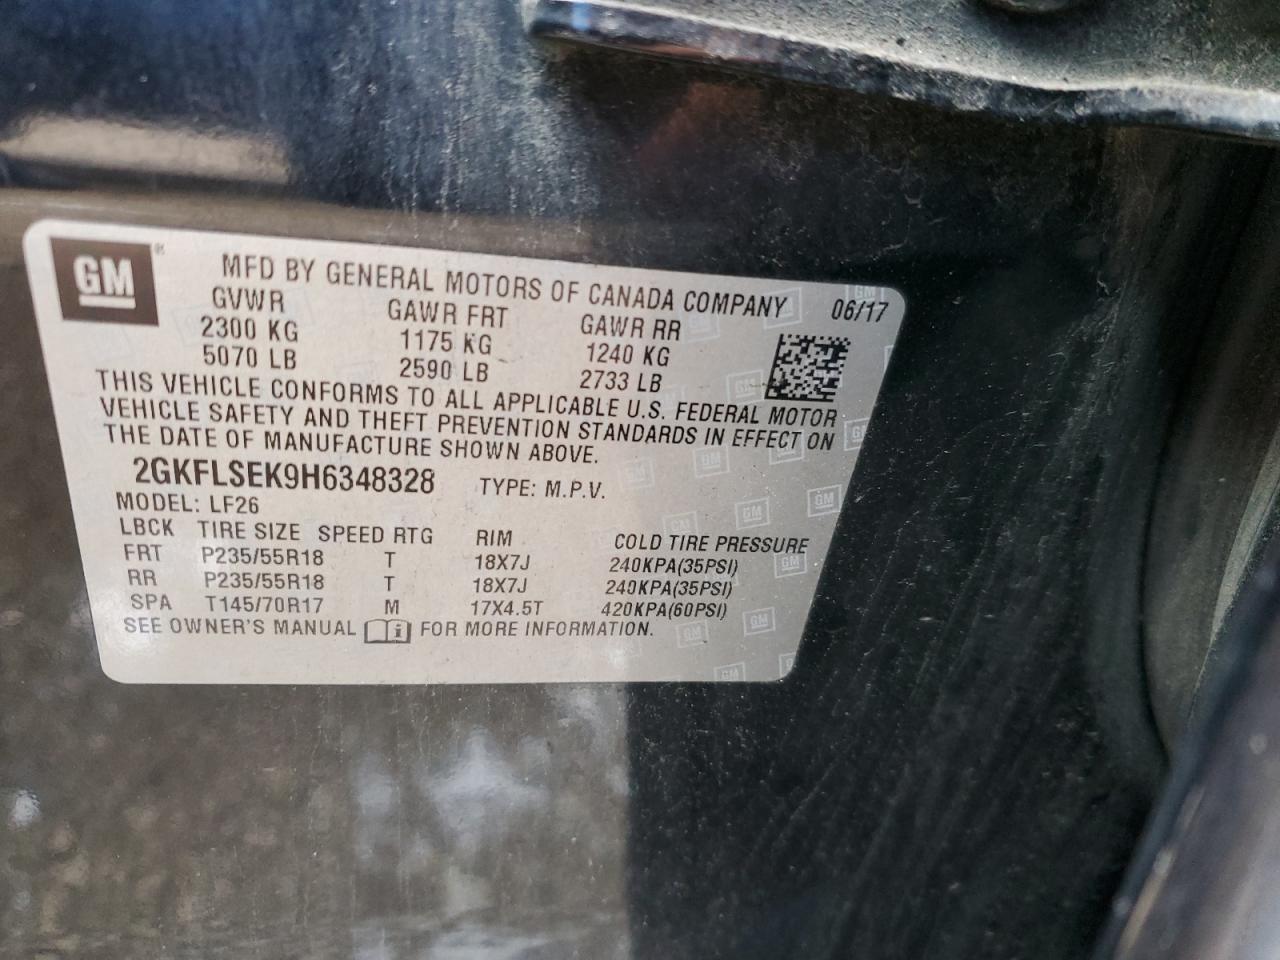 GM ®
MFD BY GENERAL MOTORS OF CANADA COMPANY 06/17
GVWR GAWR FRT GAWR RR
2300 KG 1175 KG 1240 KG
5070 LB 2590 LB 2733 LB
THIS VEHICLE CONFORMS TO ALL APPLICABLE U.S. FEDERAL MOTOR
VEHICLE SAFETY AND THEFT PREVENTION STANDARDS IN EFFECT ON
THE DATE OF MANUFACTURE SHOWN ABOVE.
2GKFLSEK9H6348328 TYPE: M.P.V.
MODEL: LF26
LBCK TIRE SIZE SPEED RTG RIM COLD TIRE PRESSURE
FRT P235/55R18 T 18X7J 240KPA(35PSI)
RR P235/55R18 T 18X7J 240KPA(35PSI)
SPA T145/70R17 M 17X4.5T 420KPA(60PSI)
SEE OWNER'S MANUAL FOR MORE INFORMATION.